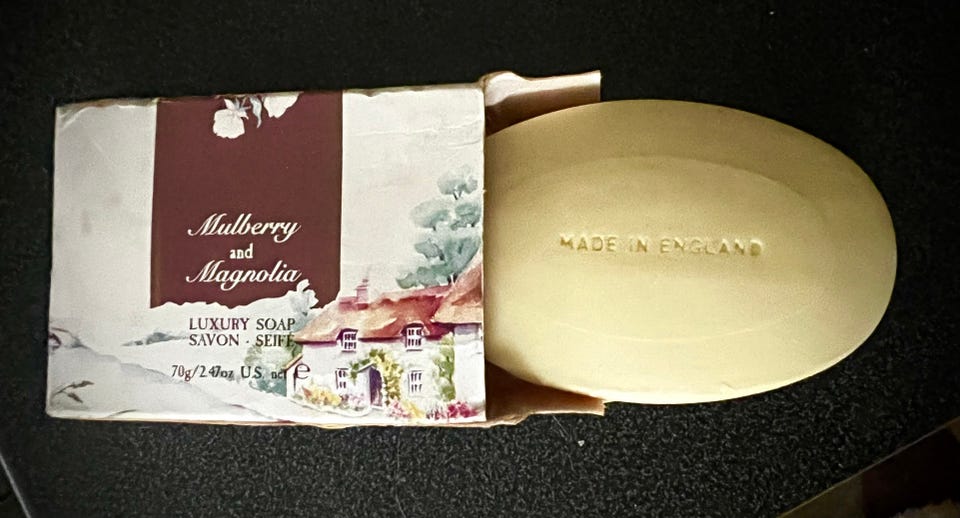 Mulberry
and
Magnolia
LUXURY SOAP
SAVON · SEIFE
70g/2.47oz U.S. net e
MADE IN ENGLAND